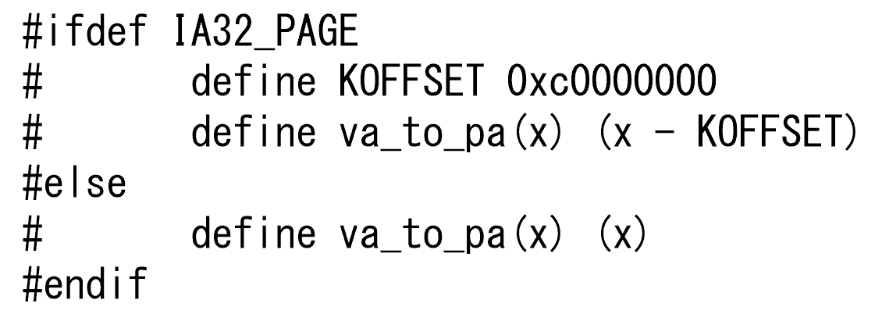 #ifdef IA32_PAGE
#      define KOFFSET 0xc0000000
#      define va_to_pa(x) (x - KOFFSET)
#else
#      define va_to_pa(x) (x)
#endif